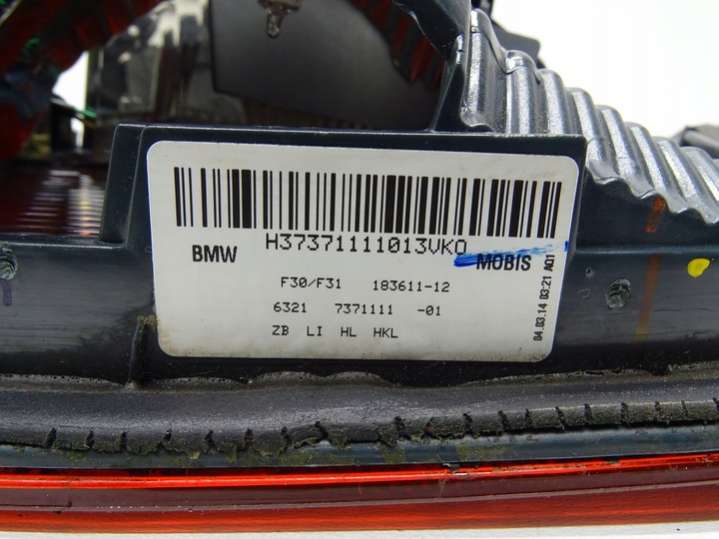 H37371111013VKO
BMW MOBIS
F30/F31 183611-12
6321 7371111 -01
ZB LI HL HKL
04.03.14 03:21 A01